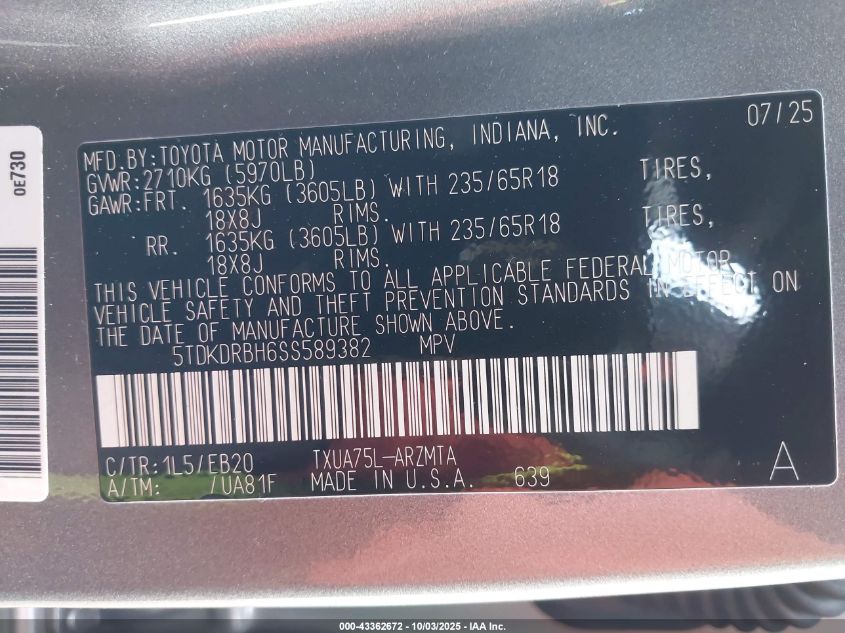 07/25
MFD.BY:TOYOTA MOTOR MANUFACTURING, INDIANA, INC.
GVWR:2710KG (5970LB)
GAWR:FRT. 1635KG (3605LB) WITH 235/65R18 TIRES,
18X8J RIMS.
RR. 1635KG (3605LB) WITH 235/65R18 TIRES,
18X8J RIMS.
THIS VEHICLE CONFORMS TO ALL APPLICABLE FEDERAL MOTOR
VEHICLE SAFETY AND THEFT PREVENTION STANDARDS IN EFFECT ON
THE DATE OF MANUFACTURE SHOWN ABOVE.
5TDKDRBH6SS589382 MPV
C/TR:1L5/EB20 TXUA75L-ARZMTA
A/TM: /UA81F MADE IN U.S.A. 639
A
OE730
000-43362672 - 10/03/2025 - IAA Inc.